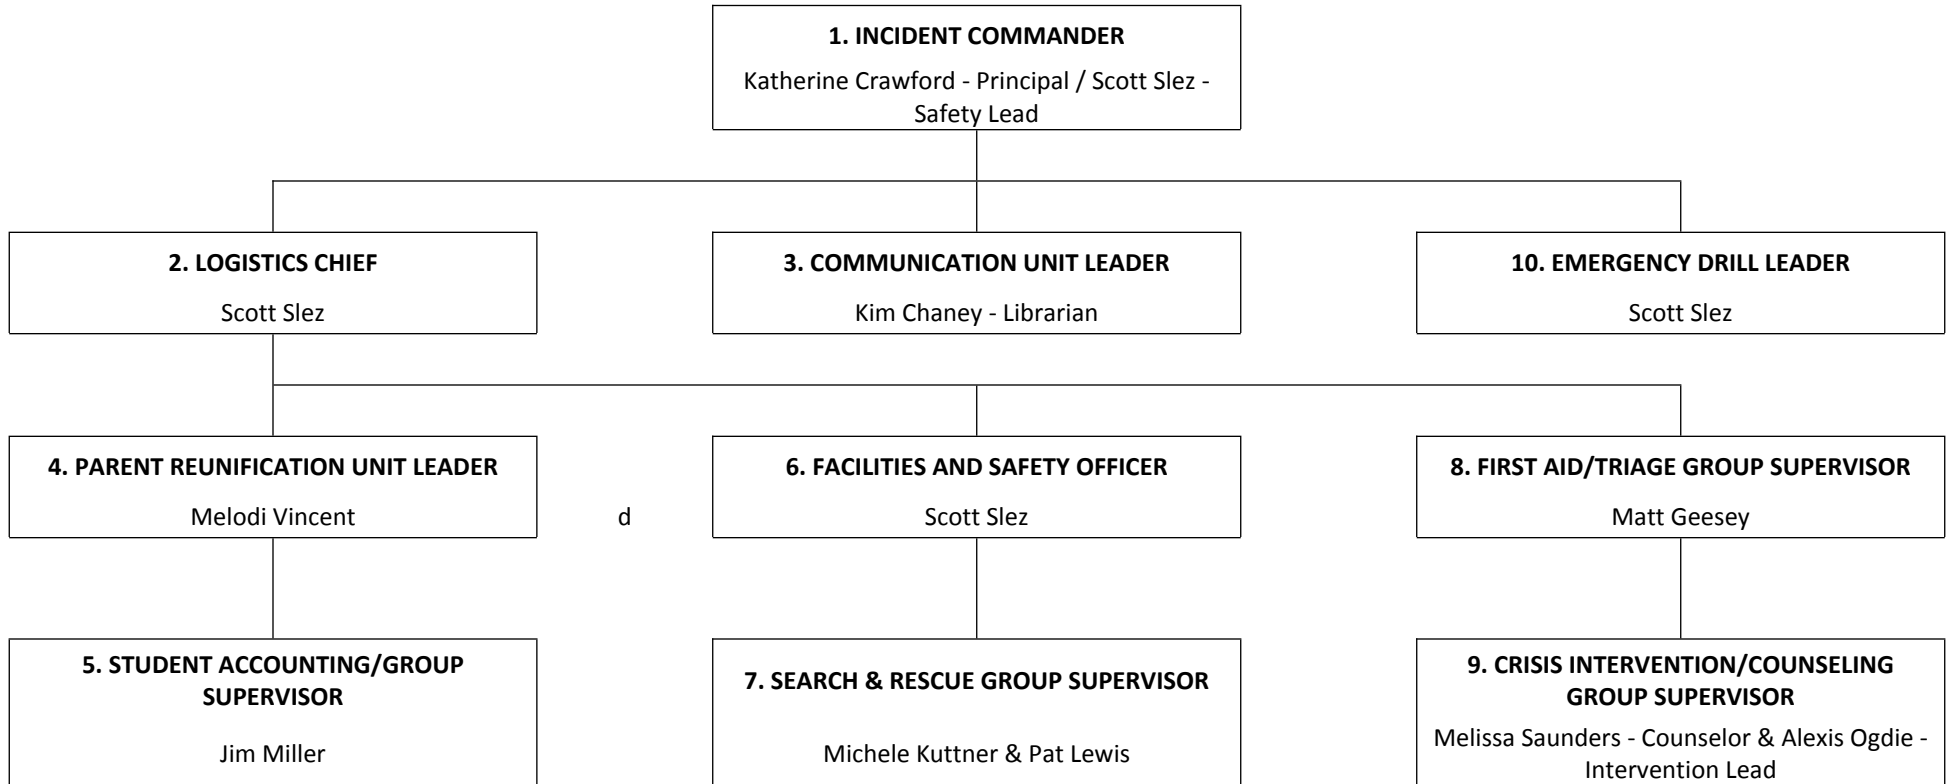 1. INCIDENT COMMANDER
Katherine Crawford - Principal / Scott Slez -
Safety Lead
2. LOGISTICS CHIEF
Scott Slez
3. COMMUNICATION UNIT LEADER
Kim Chaney - Librarian
10. EMERGENCY DRILL LEADER
Scott Slez
4. PARENT REUNIFICATION UNIT LEADER
Melodi Vincent
d
6. FACILITIES AND SAFETY OFFICER
Scott Slez
8. FIRST AID/TRIAGE GROUP SUPERVISOR
Matt Geesey
5. STUDENT ACCOUNTING/GROUP
SUPERVISOR
Jim Miller
7. SEARCH & RESCUE GROUP SUPERVISOR
Michele Kuttner & Pat Lewis
9. CRISIS INTERVENTION/COUNSELING
GROUP SUPERVISOR
Melissa Saunders - Counselor & Alexis Ogdie -
Intervention Lead